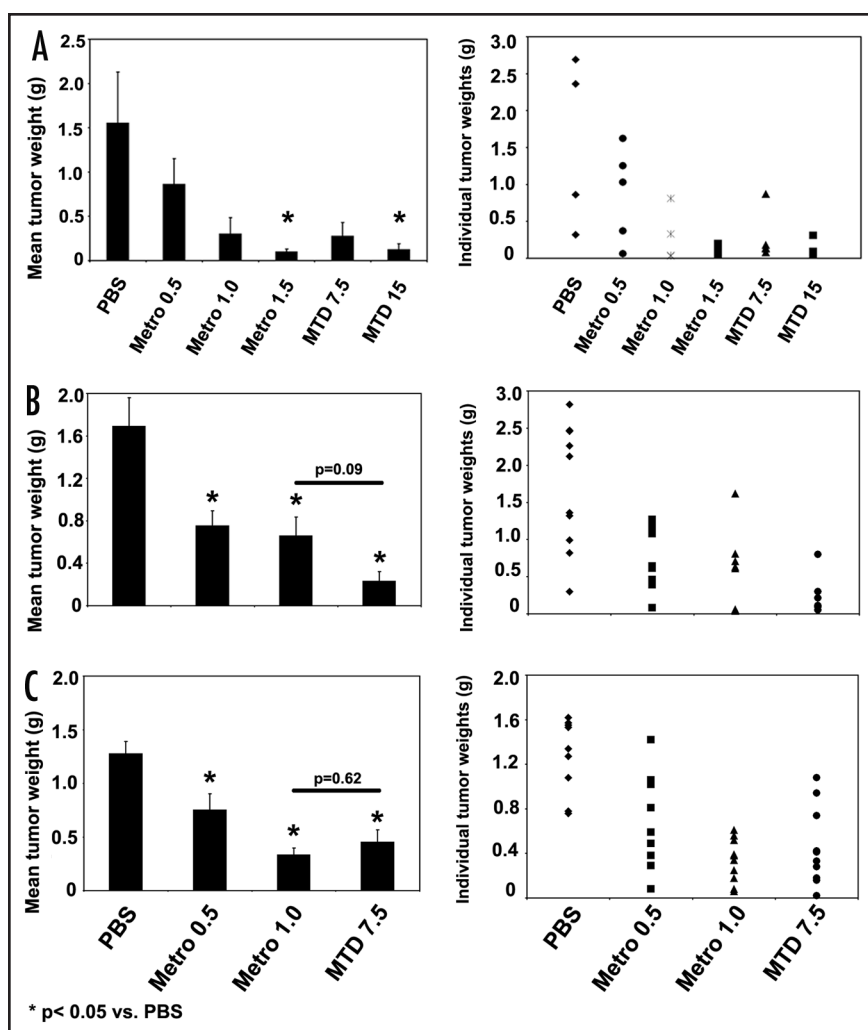 A
Mean tumor weight (g)
2.5
2.0
1.5
1.0
0.5
0
*
*
PBS
Metro 0.5
Metro 1.0
Metro 1.5
MTD 7.5
MTD 15
Individual tumor weights (g)
3.0
2.5
2.0
1.5
1.0
0.5
0
PBS
Metro 0.5
Metro 1.0
Metro 1.5
MTD 7.5
MTD 15
B
Mean tumor weight (g)
2.0
1.6
0.8
0.4
0
p=0.09
*
*
*
Individual tumor weights (g)
3.0
2.5
2.0
1.5
1.0
0.5
0
C
Mean tumor weight (g)
2.0
1.5
1.0
0.5
0
p=0.62
*
*
*
PBS
Metro 0.5
Metro 1.0
MTD 7.5
Individual tumor weights (g)
2.0
1.6
1.2
0.8
0.4
0
PBS
Metro 0.5
Metro 1.0
MTD 7.5
* p< 0.05 vs. PBS